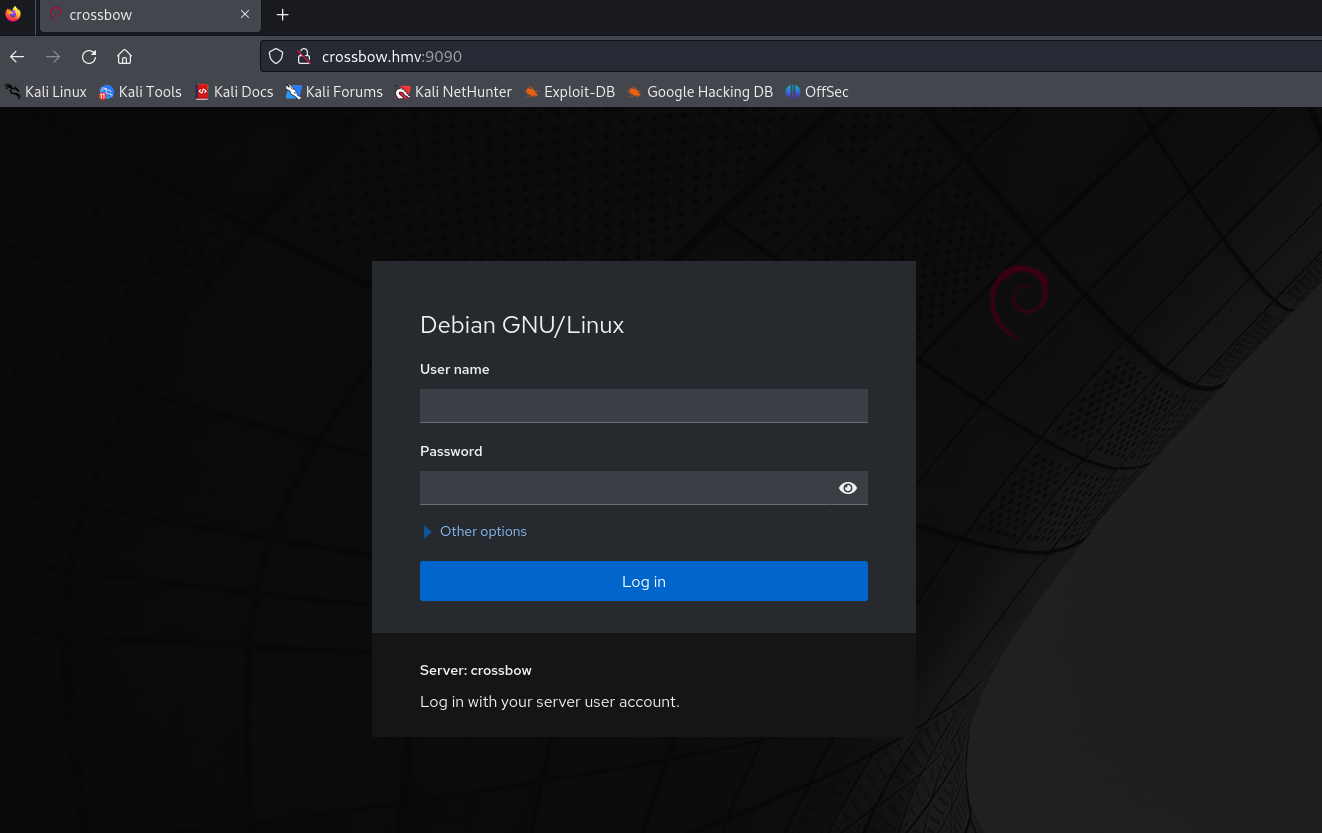 crossbow
crossbow.hmv:9090
Kali Linux Kali Tools Kali Docs Kali Forums Kali NetHunter Exploit-DB Google Hacking DB OffSec
Debian GNU/Linux
User name
Password
Other options
Log in
Server: crossbow
Log in with your server user account.